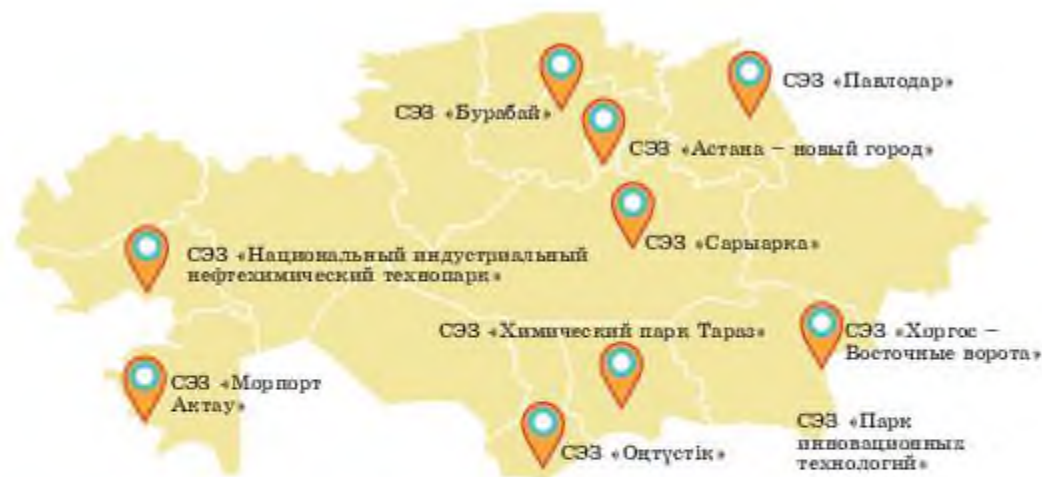 СЭЗ «Павлодар»
СЭЗ «Бурабай»
СЭЗ «Астана – новый город»
СЭЗ «Сарыарка»
СЭЗ «Национальный индустриальный
нефтехимический технопарк»
СЭЗ «Химический парк Тараз»
СЭЗ «Хоргос –
Восточные ворота»
СЭЗ «Морпорт
Актау»
СЭЗ «Парк
инновационных
технологий»
СЭЗ «Оңтүстік»